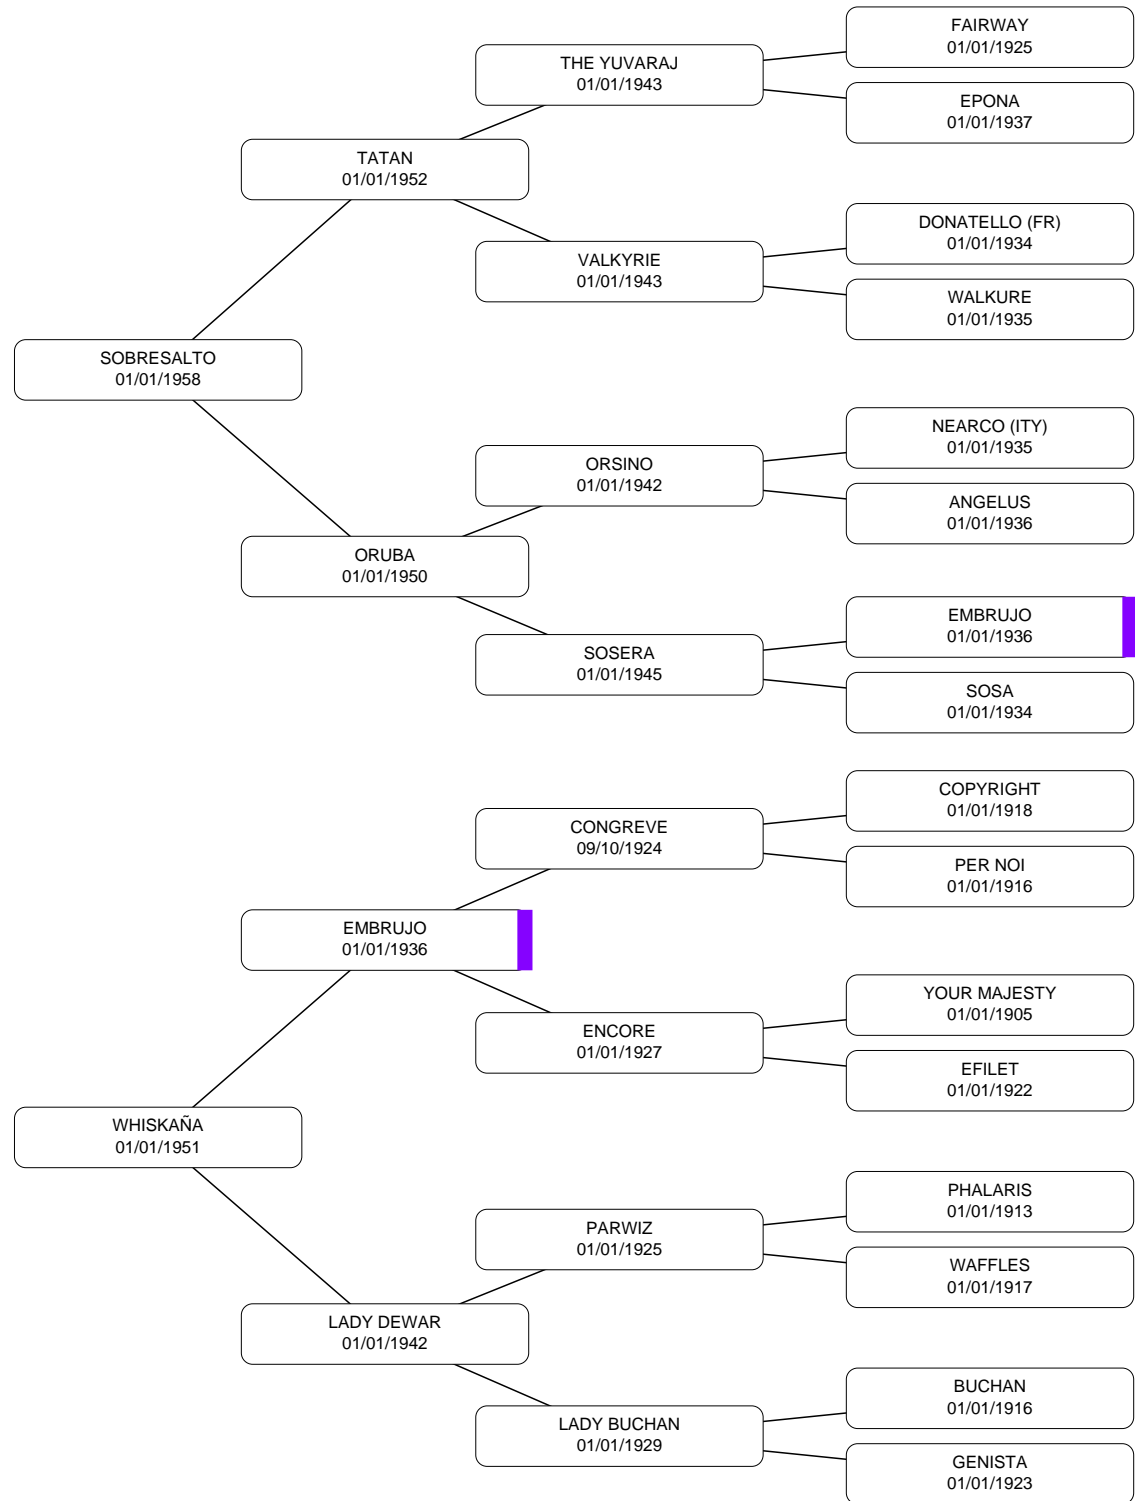 FAIRWAY
01/01/1925
THE YUVARAJ
01/01/1943
EPONA
01/01/1937
TATAN
01/01/1952
DONATELLO (FR)
01/01/1934
VALKYRIE
01/01/1943
WALKURE
01/01/1935
SOBRESALTO
01/01/1958
NEARCO (ITY)
01/01/1935
ORSINO
01/01/1942
ANGELUS
01/01/1936
ORUBA
01/01/1950
EMBRUJO
01/01/1936
SOSERA
01/01/1945
SOSA
01/01/1934
COPYRIGHT
01/01/1918
CONGREVE
09/10/1924
PER NOI
01/01/1916
EMBRUJO
01/01/1936
YOUR MAJESTY
01/01/1905
ENCORE
01/01/1927
EFILET
01/01/1922
WHISKAÑA
01/01/1951
PHALARIS
01/01/1913
PARWIZ
01/01/1925
WAFFLES
01/01/1917
LADY DEWAR
01/01/1942
BUCHAN
01/01/1916
LADY BUCHAN
01/01/1929
GENISTA
01/01/1923